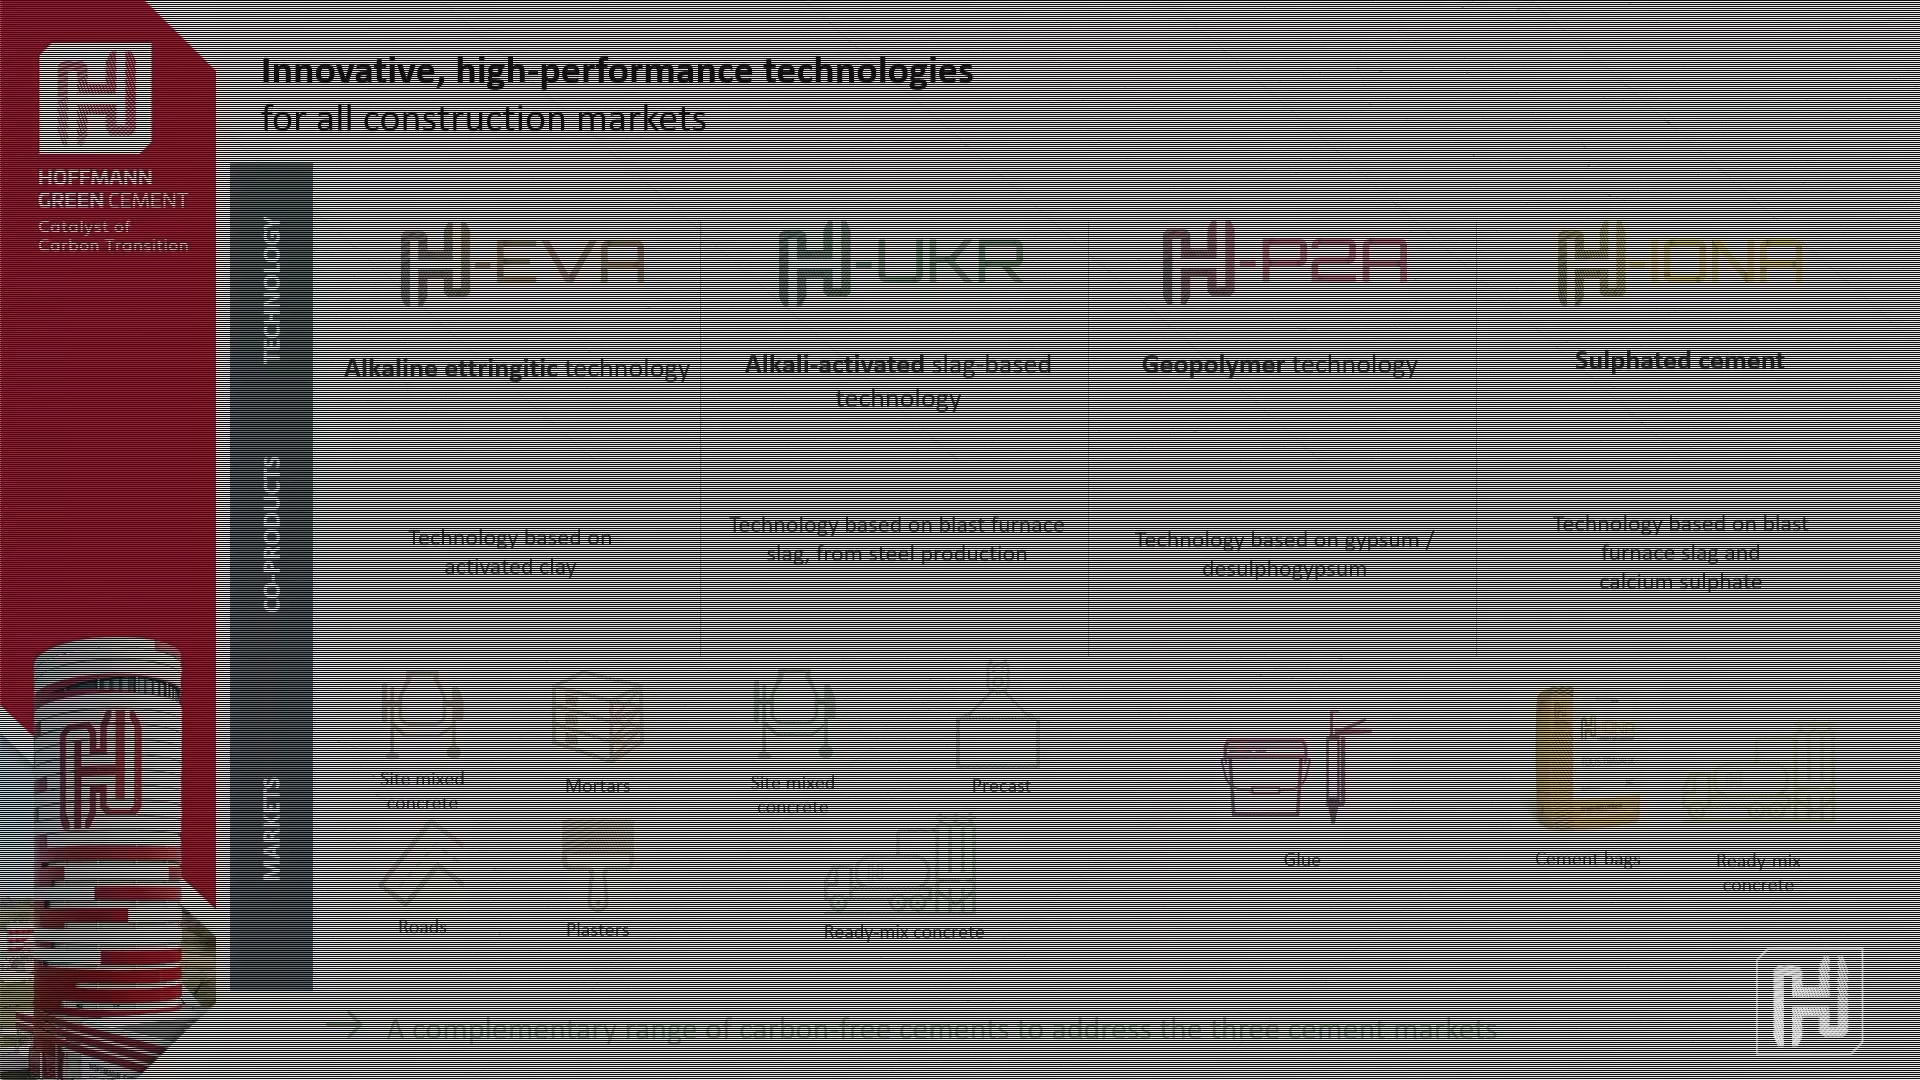 Innovative, high-performance technologies
for all construction markets
HOFFMANN
GREEN CEMENT
Catalyst of
Carbon Transition
TECHNOLOGY
H-EVA
H-UKR
H-P2A
H-IONA
Alkaline ettringitic technology
Alkali-activated slag-based
technology
Geopolymer technology
Sulphated cement
CO-PRODUCTS
Technology based on
activated clay
Technology based on blast furnace
slag, from steel production
Technology based on gypsum /
desulphogypsum
Technology based on blast
furnace slag and
calcium sulphate
MARKETS
Site mixed
concrete
Mortars
Site mixed
concrete
Precast
Glue
Cement bags
Ready-mix
concrete
Roads
Plasters
Ready-mix concrete
A complementary range of carbon-free cements to address the three cement markets